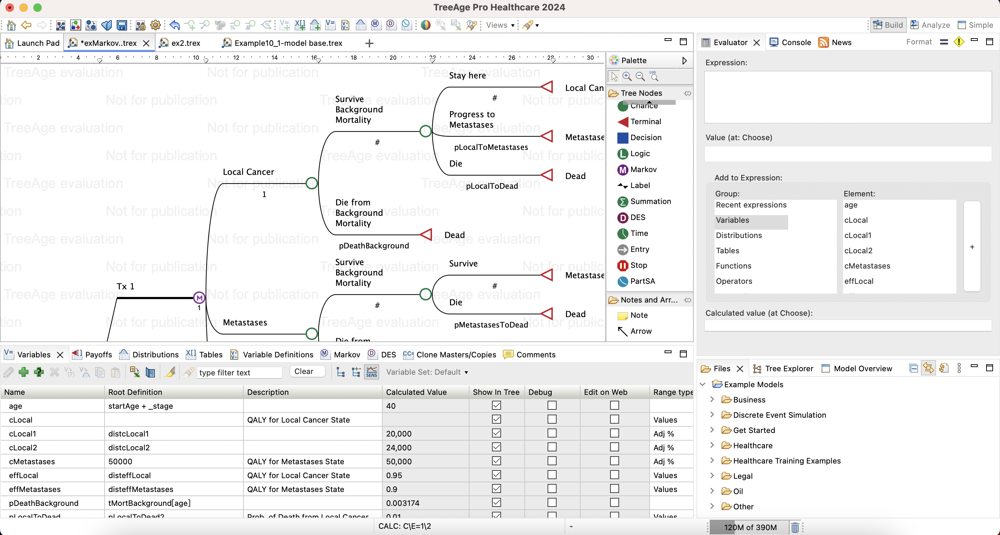 TreeAge Pro Healthcare 2024
Views
Build Analyze Simple
Launch Pad *exMarkov..trex ex2.trex Example10_1-model base.trex
2 4 6 8 10 12 14 16 18 20 22 24 26 28 30
TreeAge evaluation Not for publication TreeAge evaluation
Stay here
Local Can
#
Survive
Background
Mortality
#
Progress to
Metastases
Metastase
pLocalToMetastases
Die
Dead
pLocalToDead
Local Cancer
1
Die from
Background
Mortality
Dead
pDeathBackground
Survive
Background
Mortality
#
Survive
Metastase
#
Tx 1
M
1
Die
Dead
pMetastasesToDead
Metastases
Die from
Palette
100
Tree Nodes
Chance
Terminal
Decision
L Logic
M Markov
Label
Σ Summation
D DES
Time
Entry
Stop
PartSA
Notes and Arr...
Note
Arrow
Evaluator Console News Format
Expression:
Value (at: Choose)
Add to Expression:
Group: Element:
Recent expressions age
Variables cLocal
Distributions cLocal1
Tables cLocal2
Functions cMetastases
Operators effLocal
+
Calculated value (at Choose):
Variables Payoffs Distributions Tables Variable Definitions Markov DES Clone Masters/Copies Comments
type filter text Clear SENS Variable Set: Default
Name Root Definition Description Calculated Value Show In Tree Debug Edit on Web Range type
age startAge + _stage 40
cLocal QALY for Local Cancer State Values
cLocal1 distcLocal1 20,000 Adj %
cLocal2 distcLocal2 24,000 Adj %
cMetastases 50000 QALY for Metastases State 50,000 Adj %
effLocal disteffLocal QALY for Local Cancer State 0.95 Values
effMetastases disteffMetastases QALY for Metastases State 0.9 Values
pDeathBackground tMortBackground[age] 0.003174
pLocalToDead pLocalToDead2 Prob. of Death from Local Cancer 0.01 Values
Files Tree Explorer Model Overview
Example Models
Business
Discrete Event Simulation
Get Started
Healthcare
Healthcare Training Examples
Legal
Oil
Other
CALC: C\E=1\2 -
120M of 390M